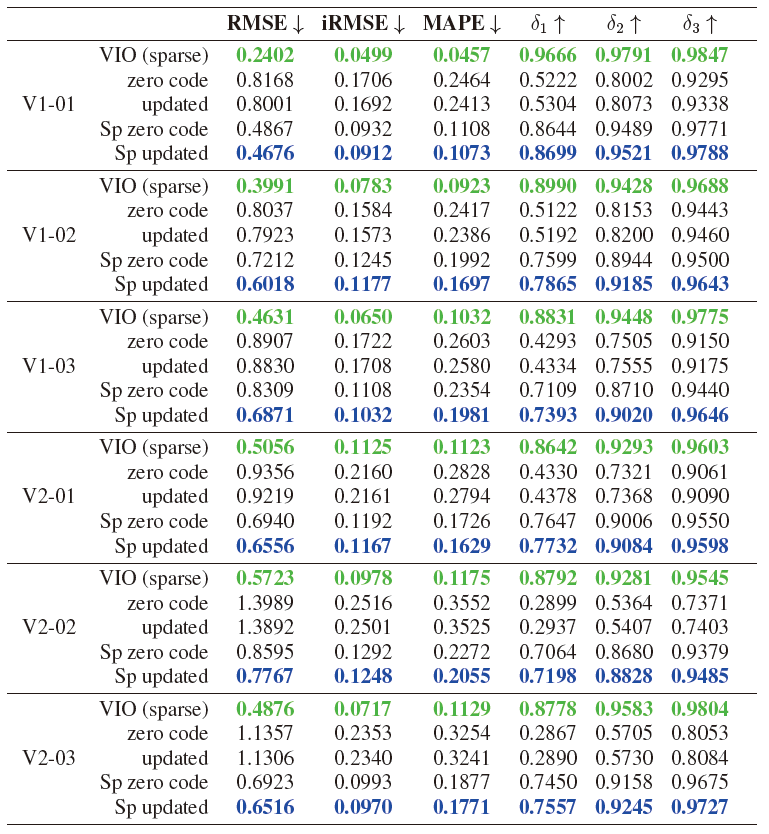 RMSE ↓ iRMSE ↓ MAPE ↓ δ1 ↑ δ2 ↑ δ3 ↑
VIO (sparse) 0.2402 0.0499 0.0457 0.9666 0.9791 0.9847
zero code 0.8168 0.1706 0.2464 0.5222 0.8002 0.9295
V1-01 updated 0.8001 0.1692 0.2413 0.5304 0.8073 0.9338
Sp zero code 0.4867 0.0932 0.1108 0.8644 0.9489 0.9771
Sp updated 0.4676 0.0912 0.1073 0.8699 0.9521 0.9788
VIO (sparse) 0.3991 0.0783 0.0923 0.8990 0.9428 0.9688
zero code 0.8037 0.1584 0.2417 0.5122 0.8153 0.9443
V1-02 updated 0.7923 0.1573 0.2386 0.5192 0.8200 0.9460
Sp zero code 0.7212 0.1245 0.1992 0.7599 0.8944 0.9500
Sp updated 0.6018 0.1177 0.1697 0.7865 0.9185 0.9643
VIO (sparse) 0.4631 0.0650 0.1032 0.8831 0.9448 0.9775
zero code 0.8907 0.1722 0.2603 0.4293 0.7505 0.9150
V1-03 updated 0.8830 0.1708 0.2580 0.4334 0.7555 0.9175
Sp zero code 0.8309 0.1108 0.2354 0.7109 0.8710 0.9440
Sp updated 0.6871 0.1032 0.1981 0.7393 0.9020 0.9646
VIO (sparse) 0.5056 0.1125 0.1123 0.8642 0.9293 0.9603
zero code 0.9356 0.2160 0.2828 0.4330 0.7321 0.9061
V2-01 updated 0.9219 0.2161 0.2794 0.4378 0.7368 0.9090
Sp zero code 0.6940 0.1192 0.1726 0.7647 0.9006 0.9550
Sp updated 0.6556 0.1167 0.1629 0.7732 0.9084 0.9598
VIO (sparse) 0.5723 0.0978 0.1175 0.8792 0.9281 0.9545
zero code 1.3989 0.2516 0.3552 0.2899 0.5364 0.7371
V2-02 updated 1.3892 0.2501 0.3525 0.2937 0.5407 0.7403
Sp zero code 0.8595 0.1292 0.2272 0.7064 0.8680 0.9379
Sp updated 0.7767 0.1248 0.2055 0.7198 0.8828 0.9485
VIO (sparse) 0.4876 0.0717 0.1129 0.8778 0.9583 0.9804
zero code 1.1357 0.2353 0.3254 0.2867 0.5705 0.8053
V2-03 updated 1.1306 0.2340 0.3241 0.2890 0.5730 0.8084
Sp zero code 0.6923 0.0993 0.1877 0.7450 0.9158 0.9675
Sp updated 0.6516 0.0970 0.1771 0.7557 0.9245 0.9727